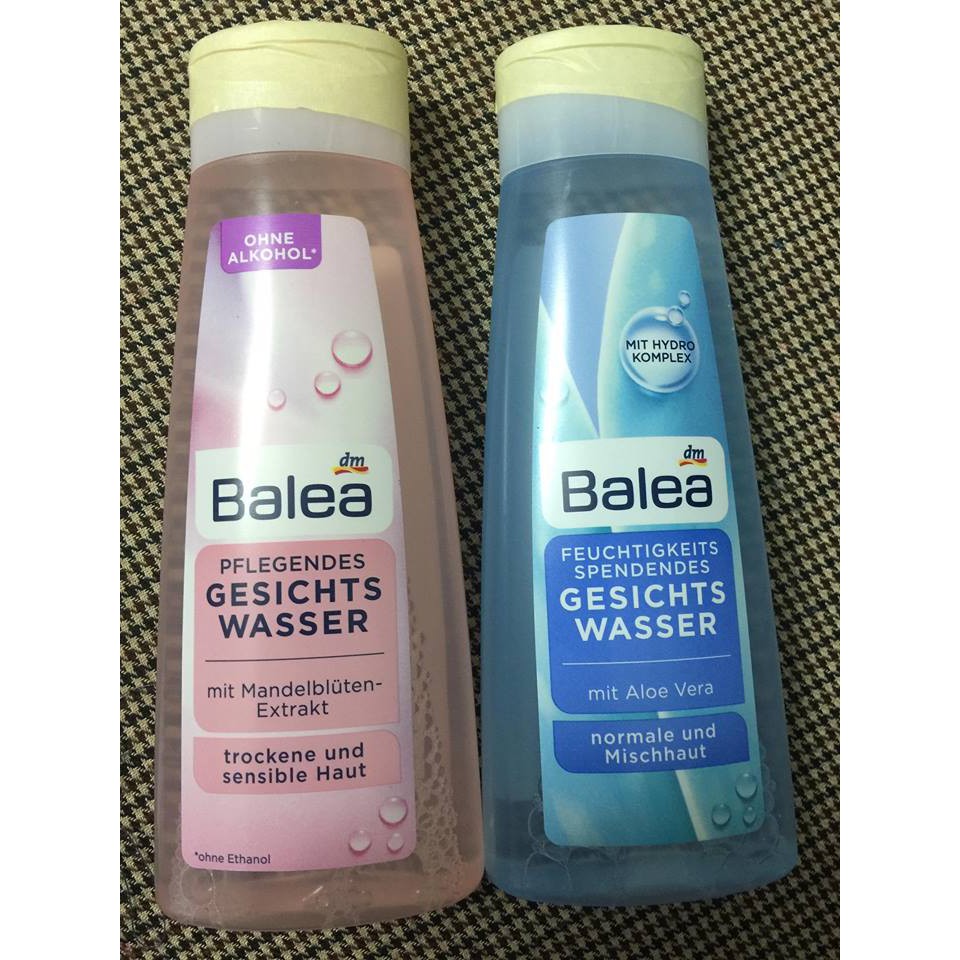 OHNE
ALKOHOL*
dm
Balea
PFLEGENDES
GESICHTS
WASSER
mit Mandelblüten-
Extrakt
trockene und
sensible Haut
*ohne Ethanol
MIT HYDRO
KOMPLEX
dm
Balea
FEUCHTIGKEITS
SPENDENDES
GESICHTS
WASSER
mit Aloe Vera
normale und
Mischhaut